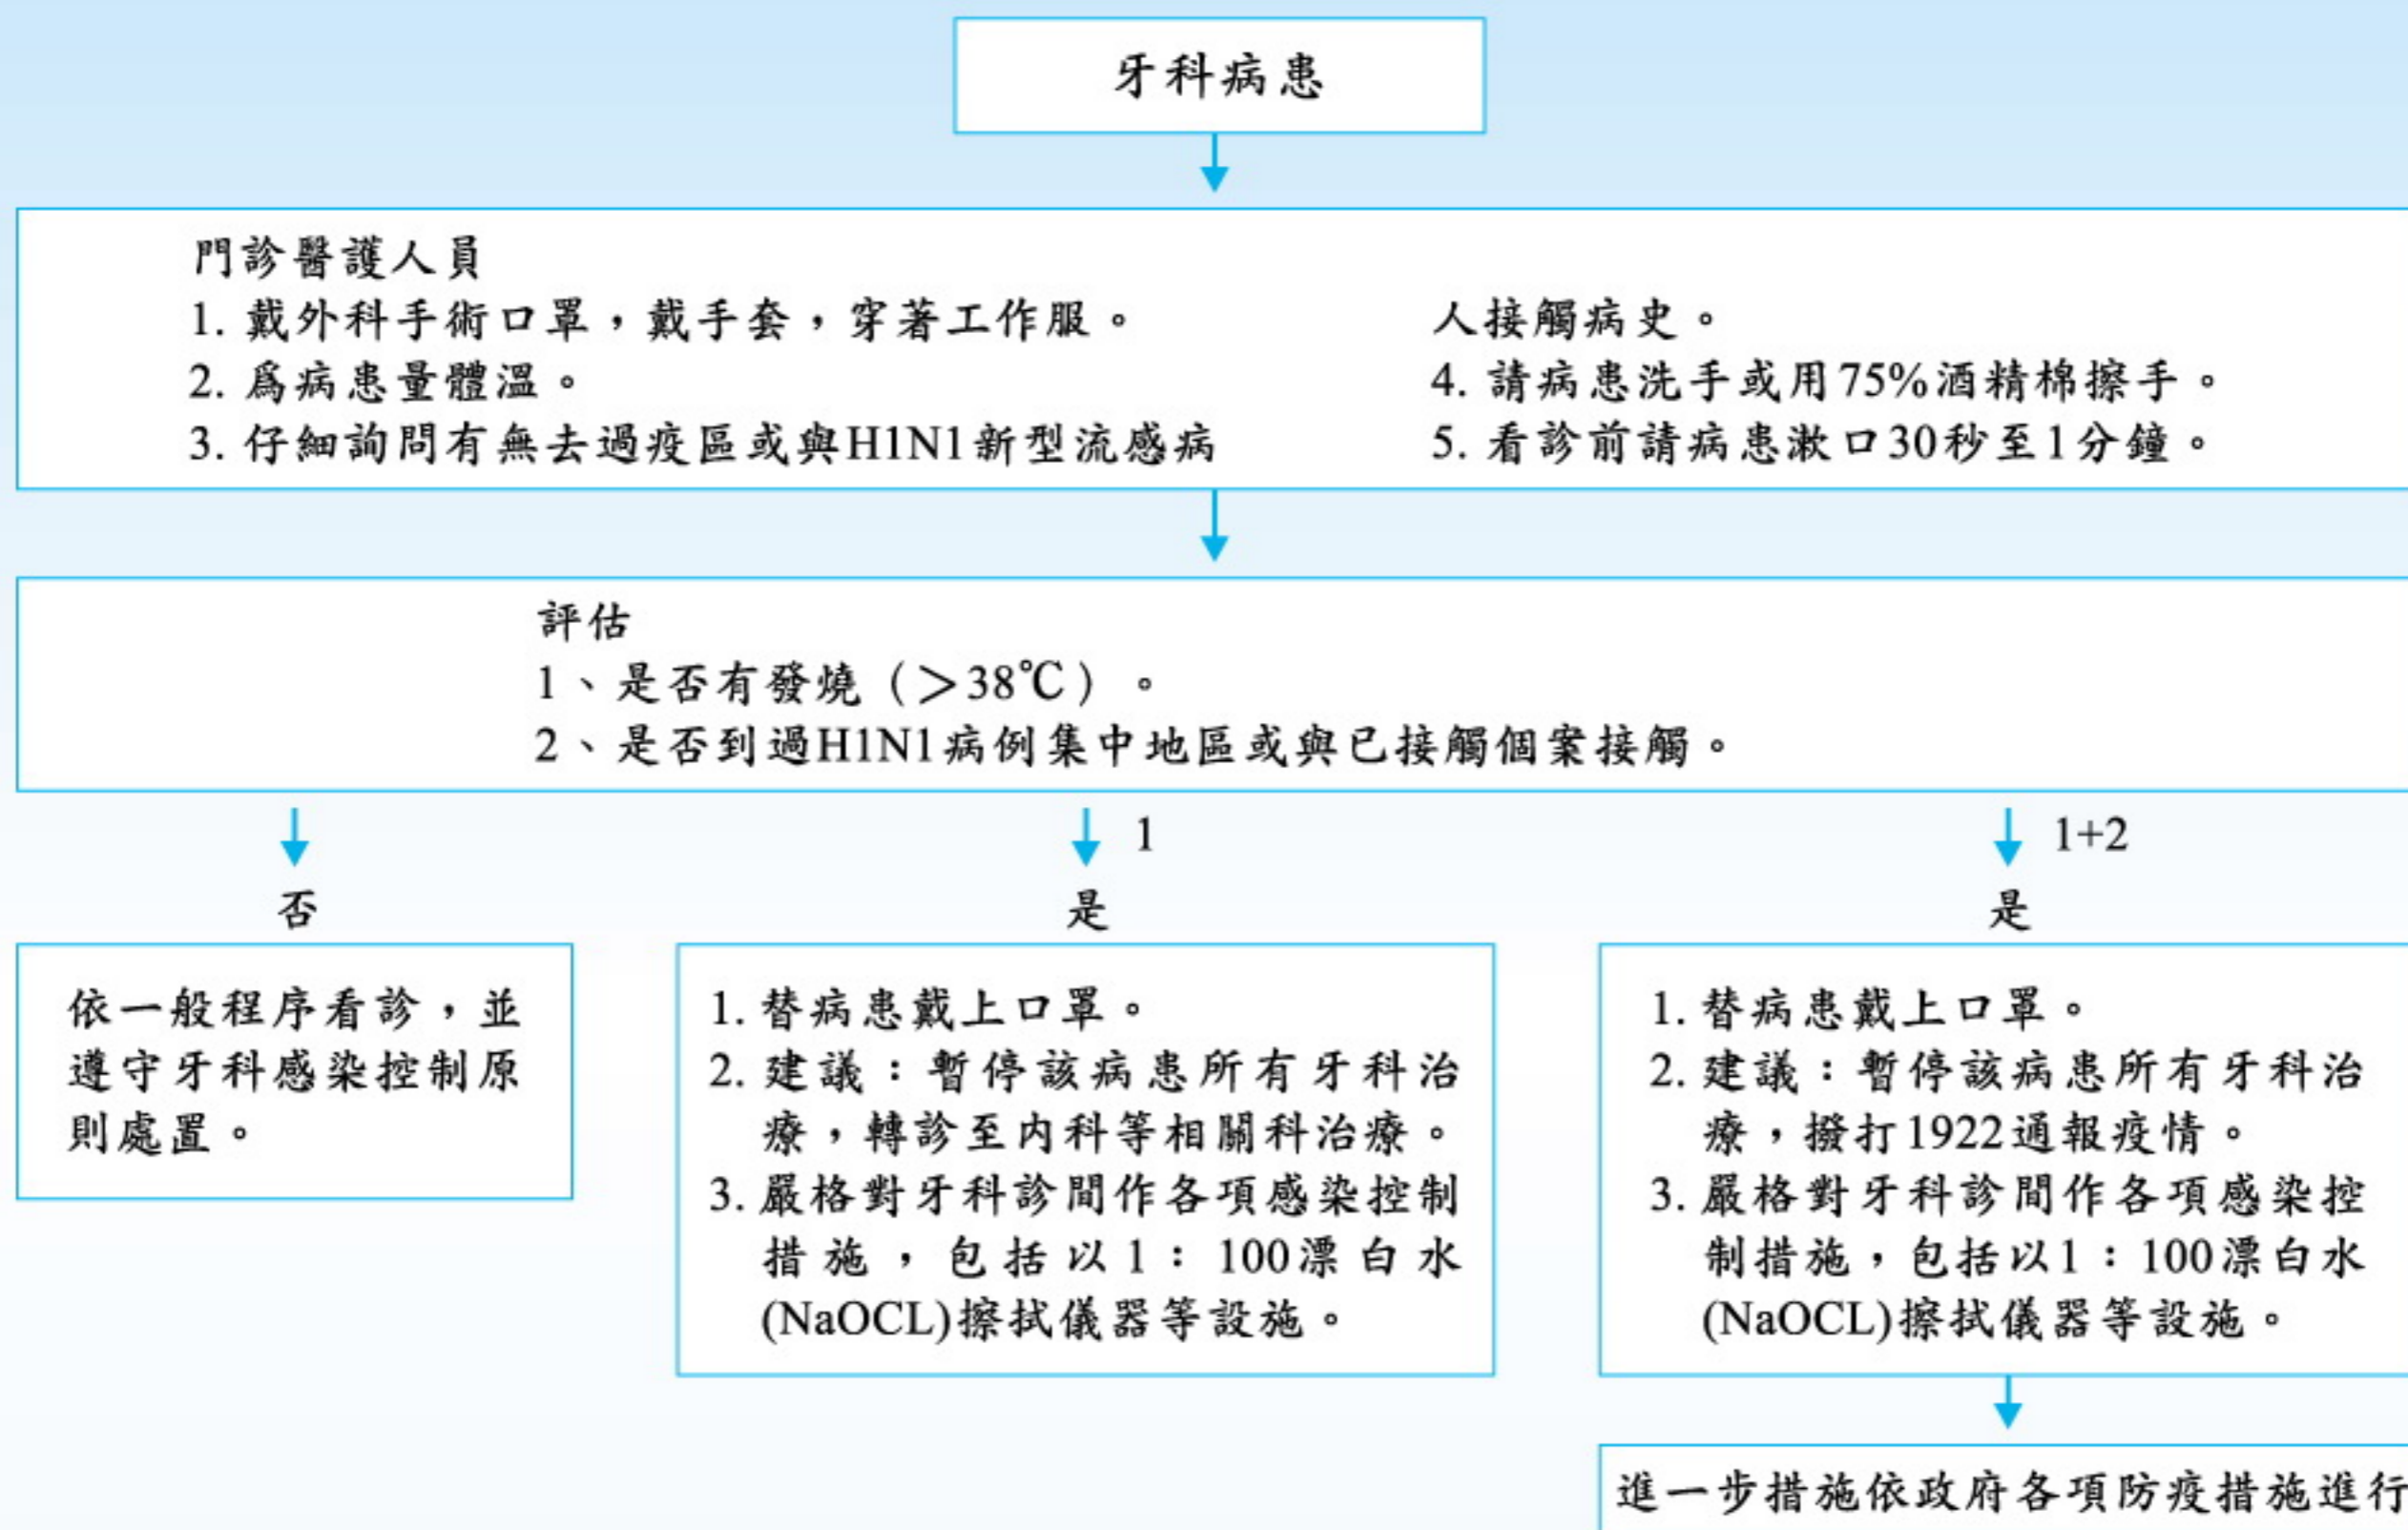 牙科病患
門診醫護人員
1. 戴外科手術口罩，戴手套，穿著工作服。
2. 爲病患量體溫。
3. 仔細詢問有無去過疫區或與H1N1新型流感病
人接觸病史。
4. 請病患洗手或用75%酒精棉擦手。
5. 看診前請病患漱口30秒至1分鐘。
評估
1、是否有發燒（＞38℃）。
2、是否到過H1N1病例集中地區或與已接觸個案接觸。
否
依一般程序看診，並
遵守牙科感染控制原
則處置。
1
是
1. 替病患戴上口罩。
2. 建議：暫停該病患所有牙科治
療，轉診至內科等相關科治療。
3. 嚴格對牙科診間作各項感染控制
措施，包括以1：100漂白水
(NaOCL)擦拭儀器等設施。
1+2
是
1. 替病患戴上口罩。
2. 建議：暫停該病患所有牙科治
療，撥打1922通報疫情。
3. 嚴格對牙科診間作各項感染控
制措施，包括以1：100漂白水
(NaOCL)擦拭儀器等設施。
進一步措施依政府各項防疫措施進行